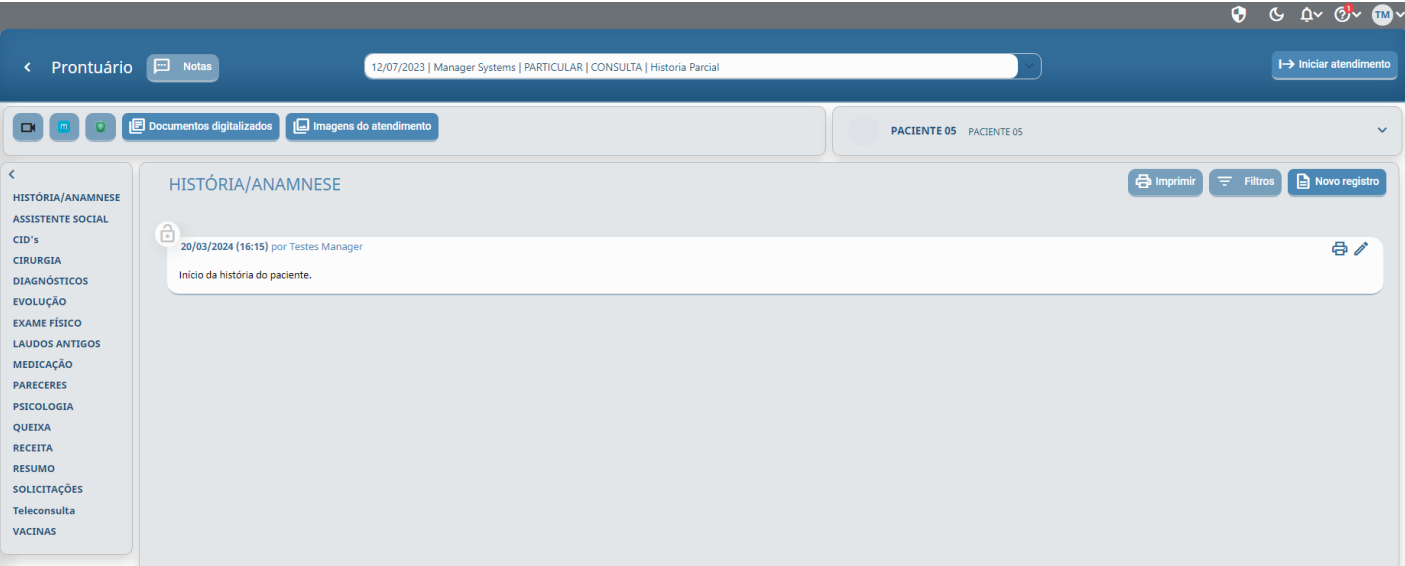 1
TM
Prontuário
Notas
12/07/2023 | Manager Systems | PARTICULAR | CONSULTA | Historia Parcial
Iniciar atendimento
m
Documentos digitalizados
Imagens do atendimento
PACIENTE 05 PACIENTE 05
HISTÓRIA/ANAMNESE
ASSISTENTE SOCIAL
CID's
CIRURGIA
DIAGNÓSTICOS
EVOLUÇÃO
EXAME FÍSICO
LAUDOS ANTIGOS
MEDICAÇÃO
PARECERES
PSICOLOGIA
QUEIXA
RECEITA
RESUMO
SOLICITAÇÕES
Teleconsulta
VACINAS
HISTÓRIA/ANAMNESE
Imprimir
Filtros
Novo registro
20/03/2024 (16:15) por Testes Manager
Início da história do paciente.